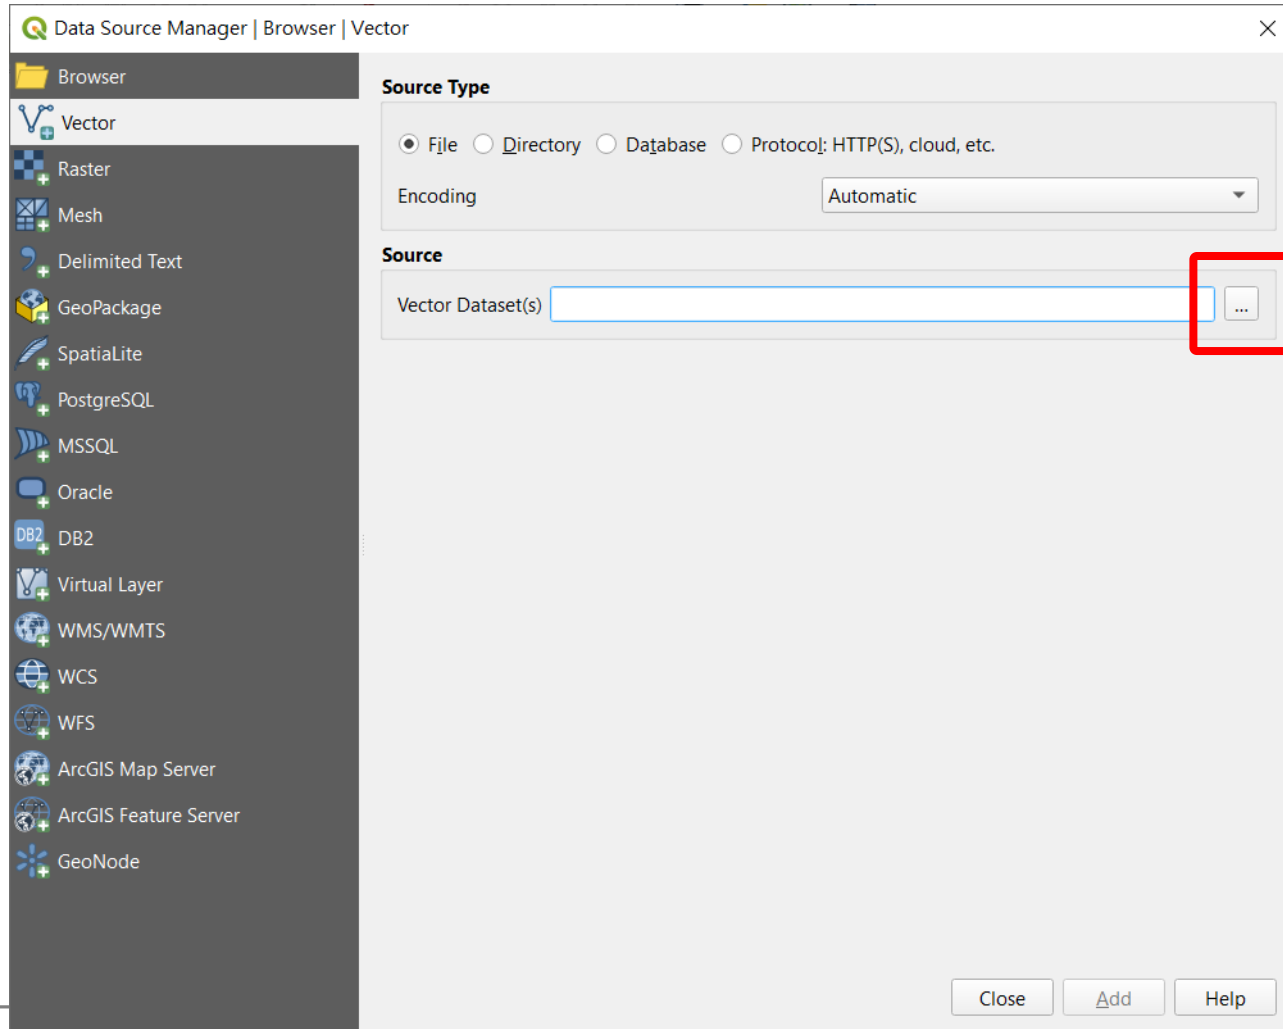 Data Source Manager | Browser | Vector
Browser
Vector
Raster
Mesh
Delimited Text
GeoPackage
SpatiaLite
PostgreSQL
MSSQL
Oracle
DB2
DB2
Virtual Layer
WMS/WMTS
WCS
WFS
ArcGIS Map Server
ArcGIS Feature Server
GeoNode
Source Type
File Directory Database Protocol: HTTP(S), cloud, etc.
Encoding Automatic
Source
Vector Dataset(s) ...
Close Add Help